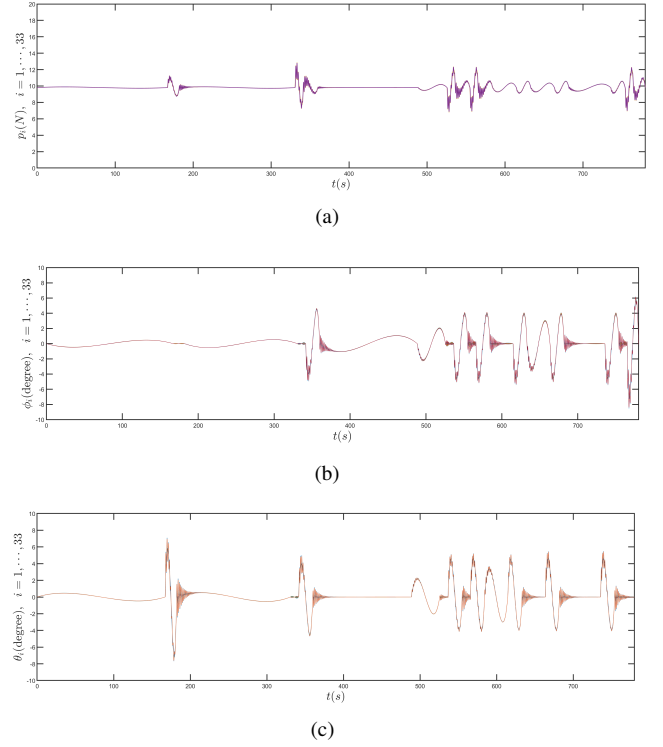 20
18
16
14
12
10
8
6
4
2
0
p_i(N), i = 1, ⋯, 33
0 100 200 300 400 500 600 700
t(s)
(a)
10
8
6
4
2
0
-2
-4
-6
-8
-10
ϕ_i(degree), i = 1, ⋯, 33
0 100 200 300 400 500 600 700
t(s)
(b)
10
8
6
4
2
0
-2
-4
-6
-8
-10
θ_i(degree), i = 1, ⋯, 33
0 100 200 300 400 500 600 700
t(s)
(c)